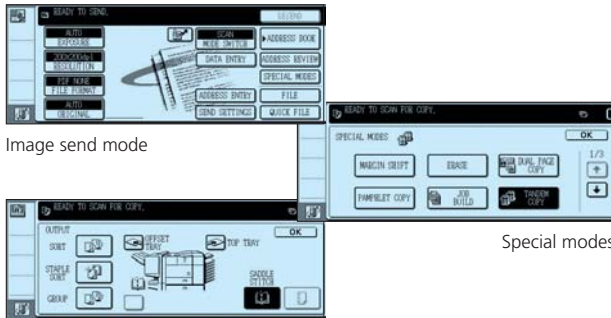 READY TO SEND.
RESEND
AUTO
EXPOSURE
200X200dpi
RESOLUTION
PDF NONE
FILE FORMAT
AUTO
ORIGINAL
SCAN
MODE SWITCH
DATA ENTRY
ADDRESS ENTRY
SEND SETTINGS
ADDRESS BOOK
ADDRESS REVIEW
SPECIAL MODES
FILE
QUICK FILE
Image send mode
READY TO SCAN FOR COPY.
SPECIAL MODES
OK
MARGIN SHIFT
ERASE
DUAL PAGE
COPY
1/3
PAMPHLET COPY
JOB
BUILD
TANDEM
COPY
Special modes
READY TO SCAN FOR COPY.
OUTPUT
OK
SORT
OFFSET
TRAY
TOP TRAY
STAPLE
SORT
SADDLE
STITCH
GROUP